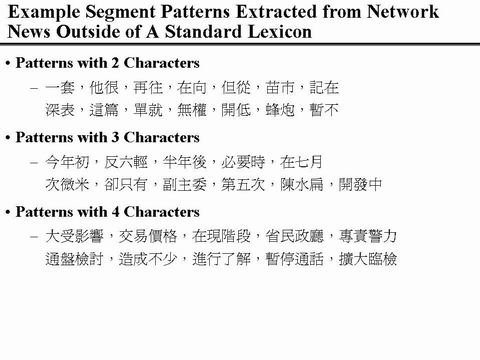 Example Segment Patterns Extracted from Network
News Outside of A Standard Lexicon
• Patterns with 2 Characters
– 一套，他很，再往，在向，但從，苗市，記在
深表，這篇，單就，無權，開低，蜂炮，暫不
• Patterns with 3 Characters
– 今年初，反六輕，半年後，必要時，在七月
次微米，卻只有，副主委，第五次，陳水扁，開發中
• Patterns with 4 Characters
– 大受影響，交易價格，在現階段，省民政廳，專責警力
通盤檢討，造成不少，進行了解，暫停通話，擴大臨檢